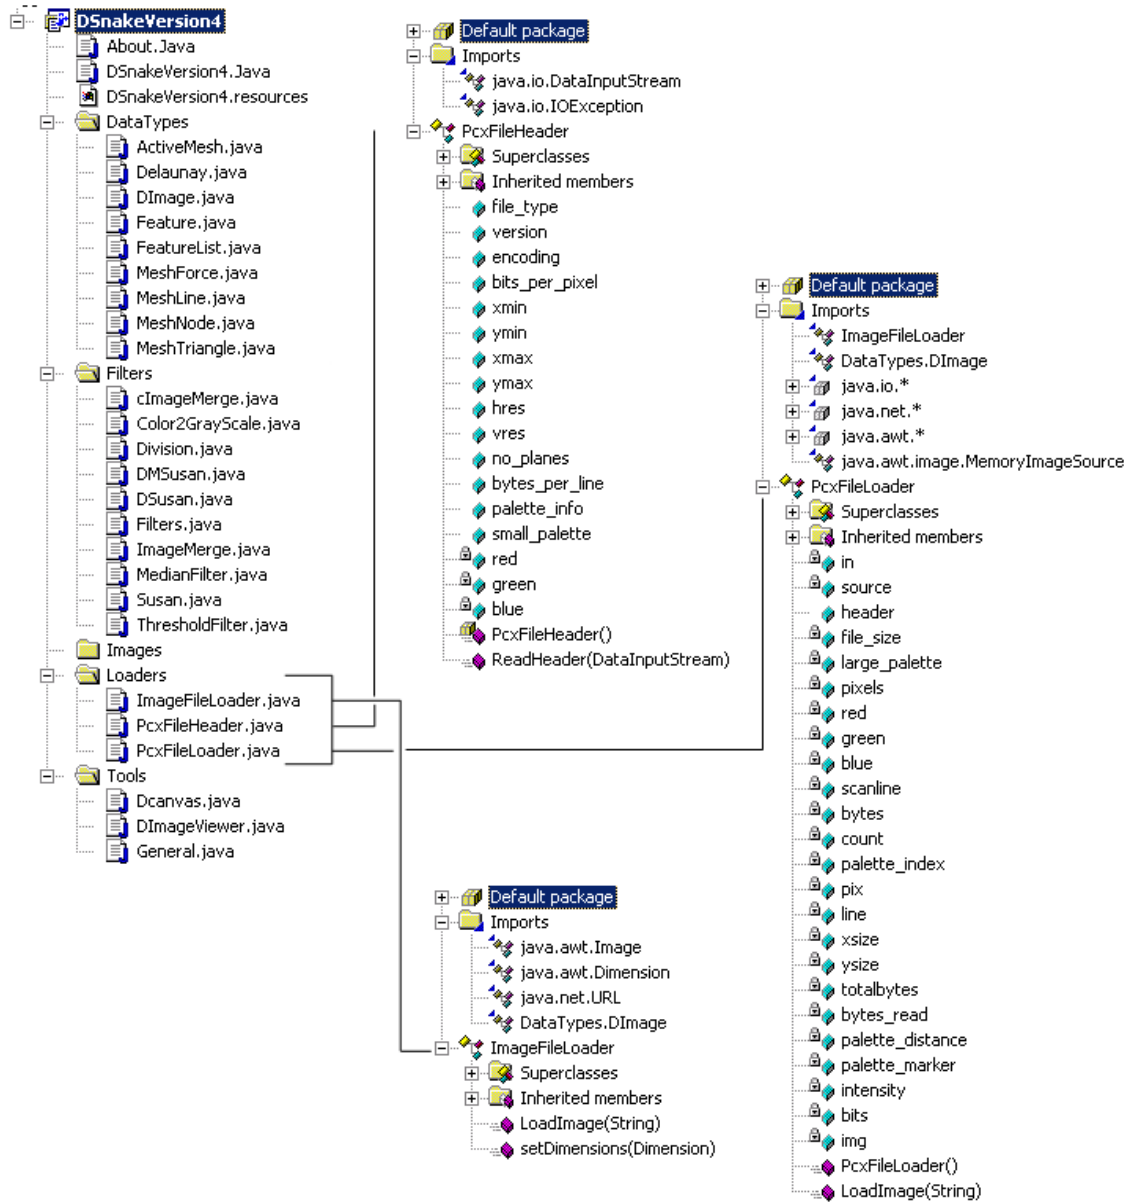 DSnakeVersion4
About.Java
DSnakeVersion4.Java
DSnakeVersion4.resources
DataTypes
ActiveMesh.java
Delaunay.java
DImage.java
Feature.java
FeatureList.java
MeshForce.java
MeshLine.java
MeshNode.java
MeshTriangle.java
Filters
cImageMerge.java
Color2GrayScale.java
Division.java
DMSusan.java
DSusan.java
Filters.java
ImageMerge.java
MedianFilter.java
Susan.java
ThresholdFilter.java
Images
Loaders
ImageFileLoader.java
PcxFileHeader.java
PcxFileLoader.java
Tools
Dcanvas.java
DImageViewer.java
General.java
Default package
Imports
java.io.DataInputStream
java.io.IOException
PcxFileHeader
Superclasses
Inherited members
file_type
version
encoding
bits_per_pixel
xmin
ymin
xmax
ymax
hres
vres
no_planes
bytes_per_line
palette_info
small_palette
red
green
blue
PcxFileHeader()
ReadHeader(DataInputStream)
Default package
Imports
java.awt.Image
java.awt.Dimension
java.net.URL
DataTypes.DImage
ImageFileLoader
Superclasses
Inherited members
LoadImage(String)
setDimensions(Dimension)
Default package
Imports
ImageFileLoader
DataTypes.DImage
java.io.*
java.net.*
java.awt.*
java.awt.image.MemoryImageSource
PcxFileLoader
Superclasses
Inherited members
in
source
header
file_size
large_palette
pixels
red
green
blue
scanline
bytes
count
palette_index
pix
line
xsize
ysize
totalbytes
bytes_read
palette_distance
palette_marker
intensity
bits
img
PcxFileLoader()
LoadImage(String)